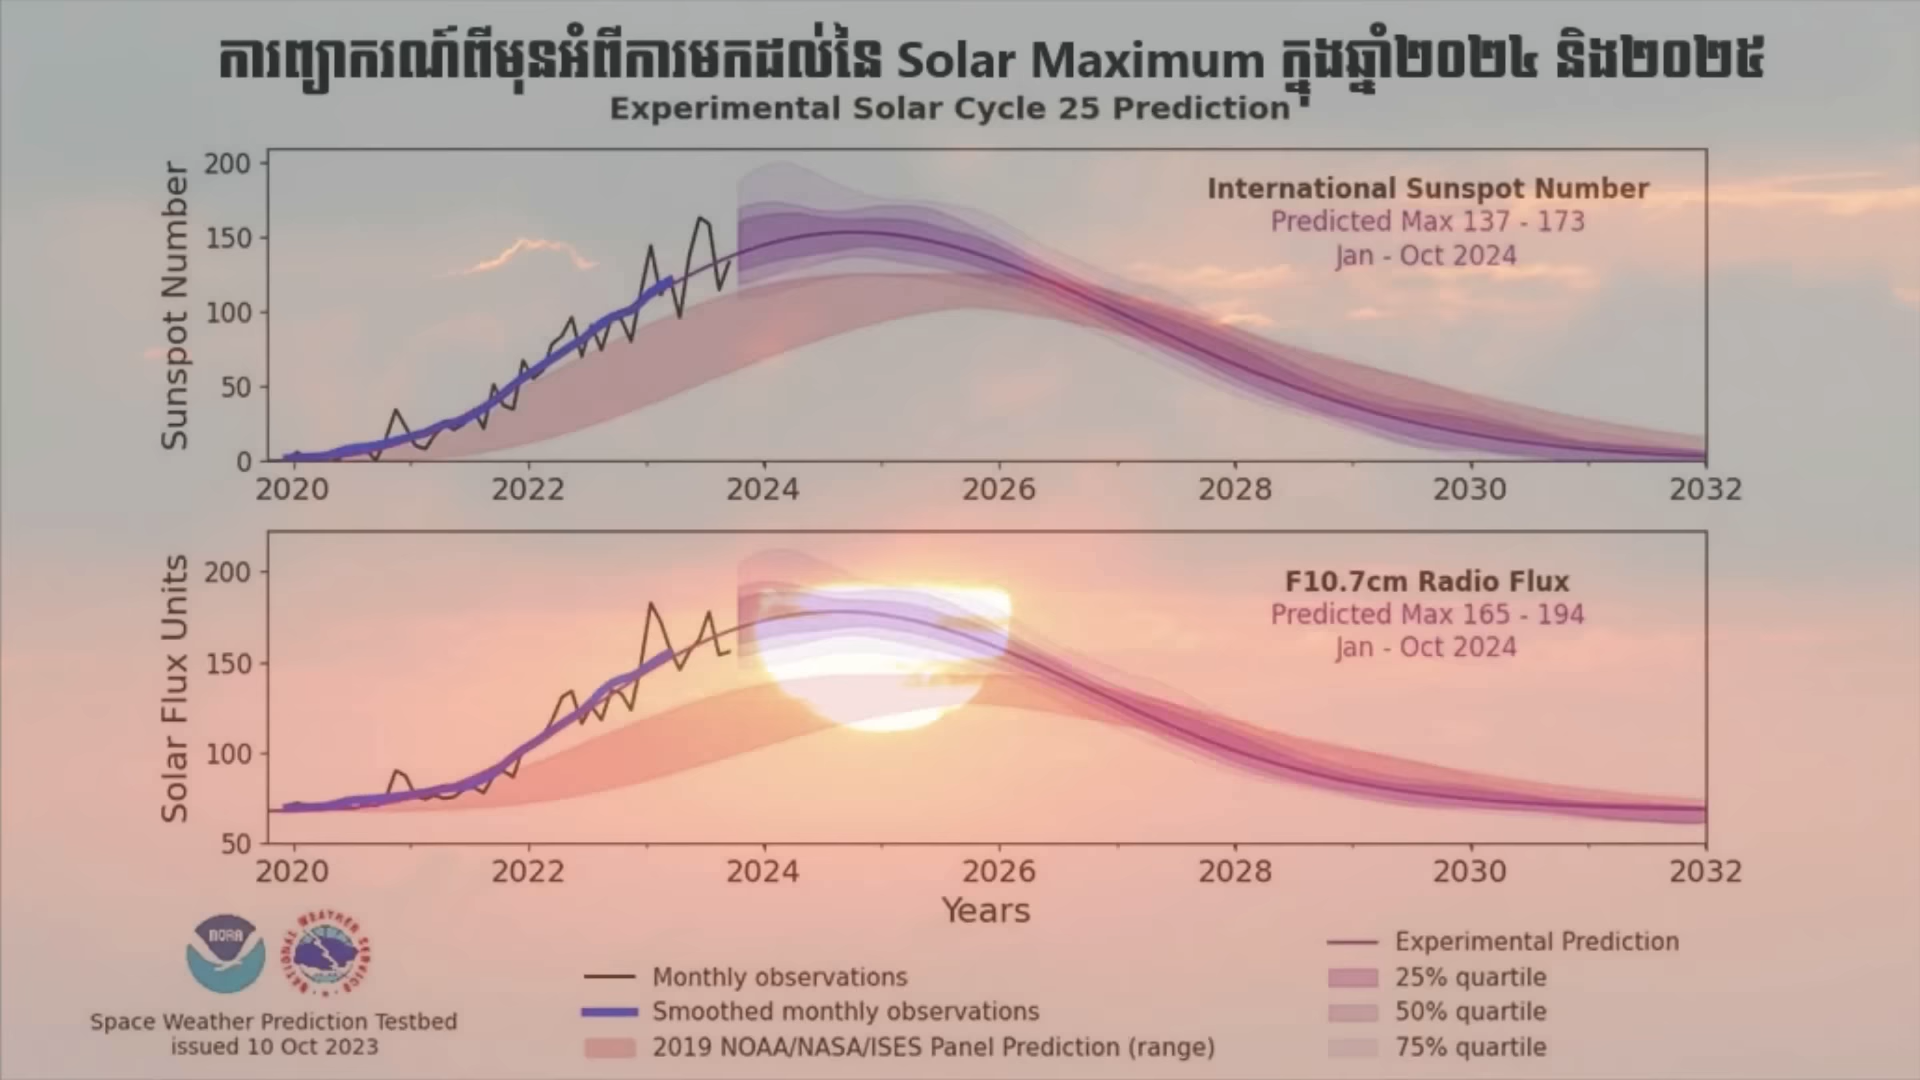 ការព្យាករណ៍ពីមុនអំពីការមកដល់នៃ Solar Maximum ក្នុងឆ្នាំ២០២៤ និង២០២៥
Experimental Solar Cycle 25 Prediction
Sunspot Number
200
150
100
50
0
International Sunspot Number
Predicted Max 137 - 173
Jan - Oct 2024
2020 2022 2024 2026 2028 2030 2032
Solar Flux Units
200
150
100
50
F10.7cm Radio Flux
Predicted Max 165 - 194
Jan - Oct 2024
2020 2022 2024 2026 2028 2030 2032
Years
NOAA
NATIONAL WEATHER SERVICE
Space Weather Prediction Testbed
issued 10 Oct 2023
Monthly observations
Smoothed monthly observations
2019 NOAA/NASA/ISES Panel Prediction (range)
Experimental Prediction
25% quartile
50% quartile
75% quartile